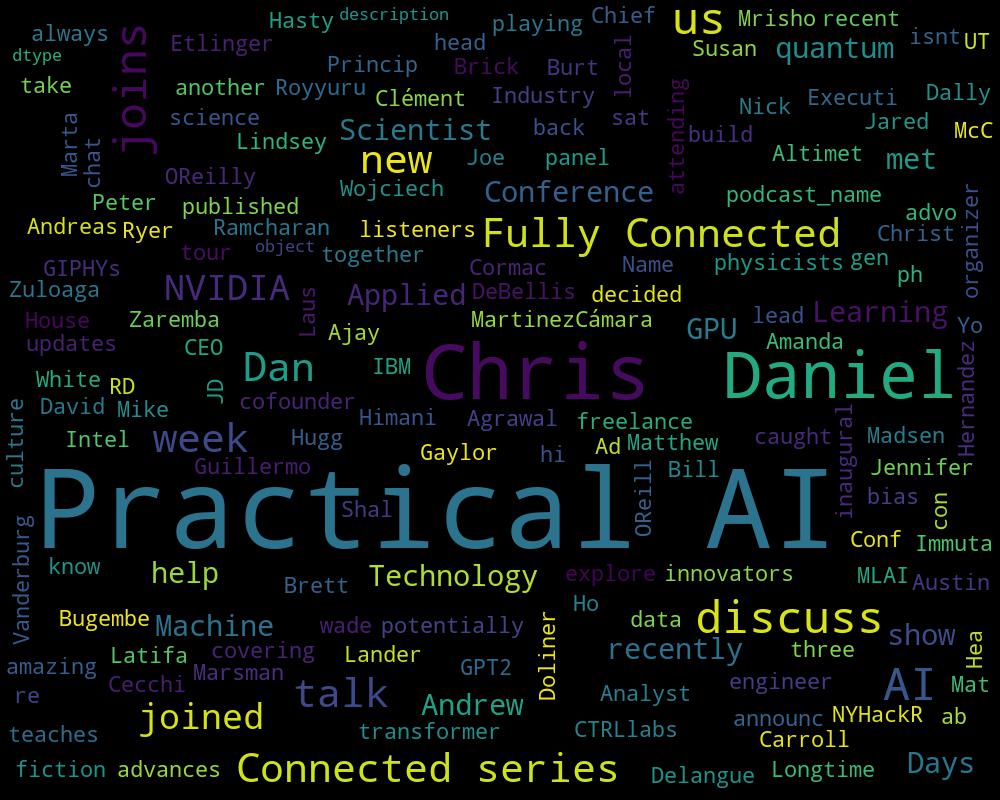 Hasty description playing Chief us Mrisho recent
always joins Etlinger head local Susan quantum isnt UT
dtype Princip Brick Burt
take another Royyuru Clément Industry attending Nick Executi Dally
Marta chat science Scientist back sat build Jared McC
Lindsey new Joe panel Altimet met
OReilly Wojciech Conference podcast_name organizer
Peter published
Andreas Ryer Ramcharan listeners Fully Connected advo Christ
tour object together
GIPHYs Cormac Name physicists gen ph
Zuloaga NVIDIA Laus Applied DeBellis decided
House Zaremba Ajay MartinezCámara GPU lead Learning Yo
updates CEO Amanda Hernandez
White RD JD Dan IBM Chris Daniel
culture David Mike cofounder
Intel week Hugg Himani Agrawal freelance caught inaugural Madsen
Guillermo Gaylor hi Ad Matthew
OReill Bill bias Jennifer
Practical AI
Vanderburg Shal con
Conf Immuta
know help Brett Technology explore innovators MLAI Austin
Bugembe Machine wade potentially Doliner Ho data discuss show Hea
Latifa covering Lander recently three
amazing Marsman GPT2
re Cecchi talk Andrew Analyst engineer AI Mat
joined announc NYHackR ab
teaches transformer CTRLlabs Carroll
fiction advances Connected series Delangue Longtime Days